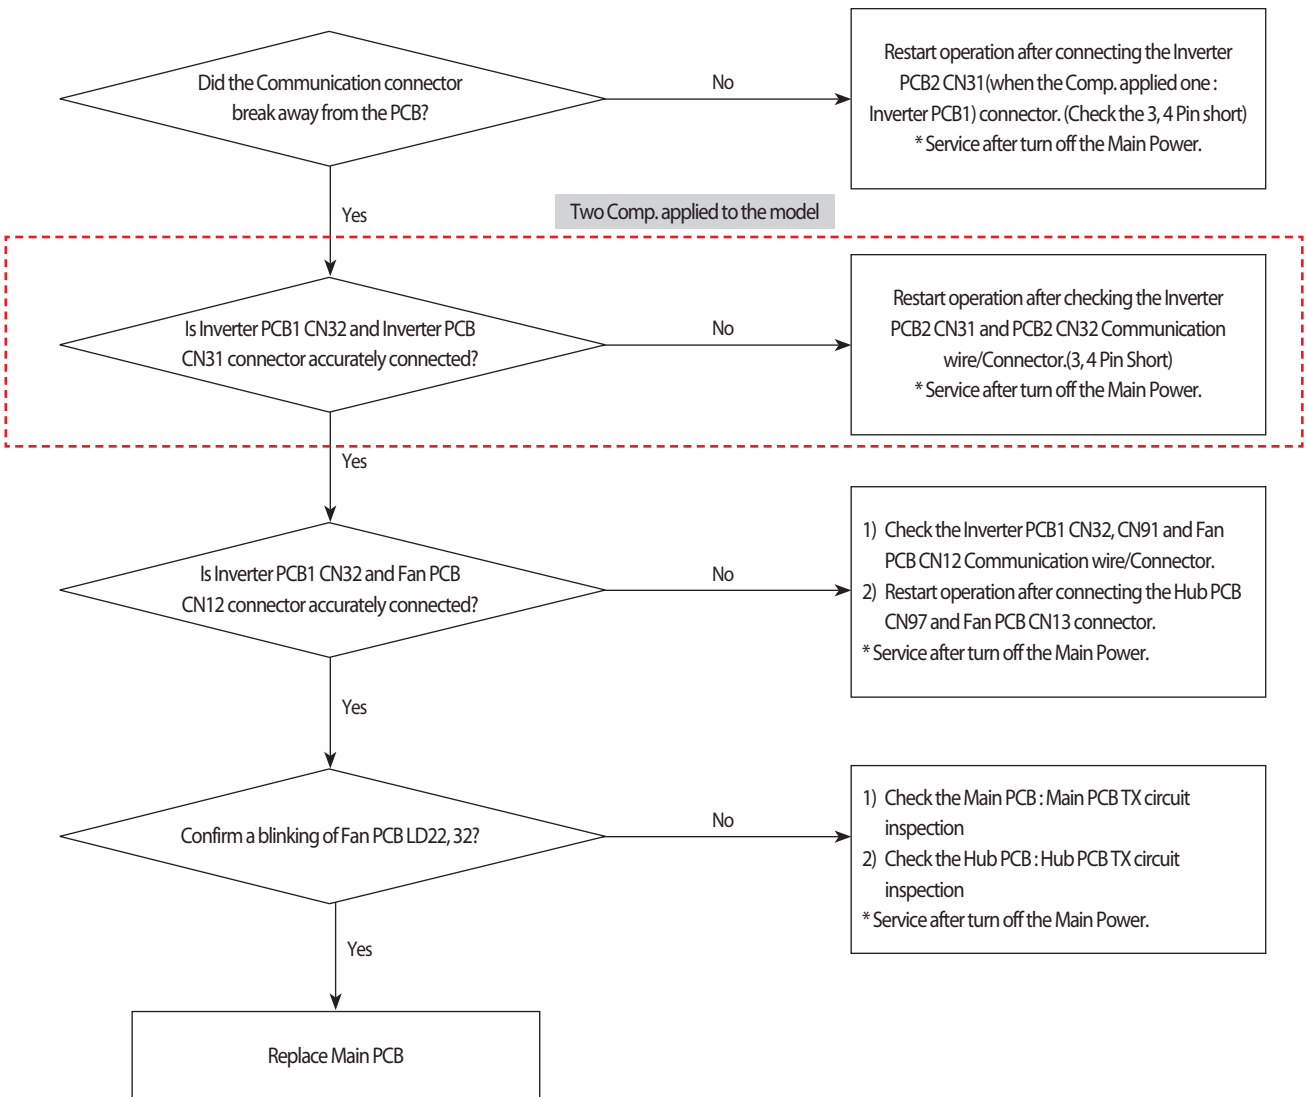 Did the Communication connector
break away from the PCB?
No
Restart operation after connecting the Inverter
PCB2 CN31(when the Comp. applied one :
Inverter PCB1) connector. (Check the 3, 4 Pin short)
* Service after turn off the Main Power.
Yes
Two Comp. applied to the model
Is Inverter PCB1 CN32 and Inverter PCB
CN31 connector accurately connected?
No
Restart operation after checking the Inverter
PCB2 CN31 and PCB2 CN32 Communication
wire/Connector.(3, 4 Pin Short)
* Service after turn off the Main Power.
Yes
Is Inverter PCB1 CN32 and Fan PCB
CN12 connector accurately connected?
No
1) Check the Inverter PCB1 CN32, CN91 and Fan
PCB CN12 Communication wire/Connector.
2) Restart operation after connecting the Hub PCB
CN97 and Fan PCB CN13 connector.
* Service after turn off the Main Power.
Yes
Confirm a blinking of Fan PCB LD22, 32?
No
1) Check the Main PCB : Main PCB TX circuit
inspection
2) Check the Hub PCB : Hub PCB TX circuit
inspection
* Service after turn off the Main Power.
Yes
Replace Main PCB